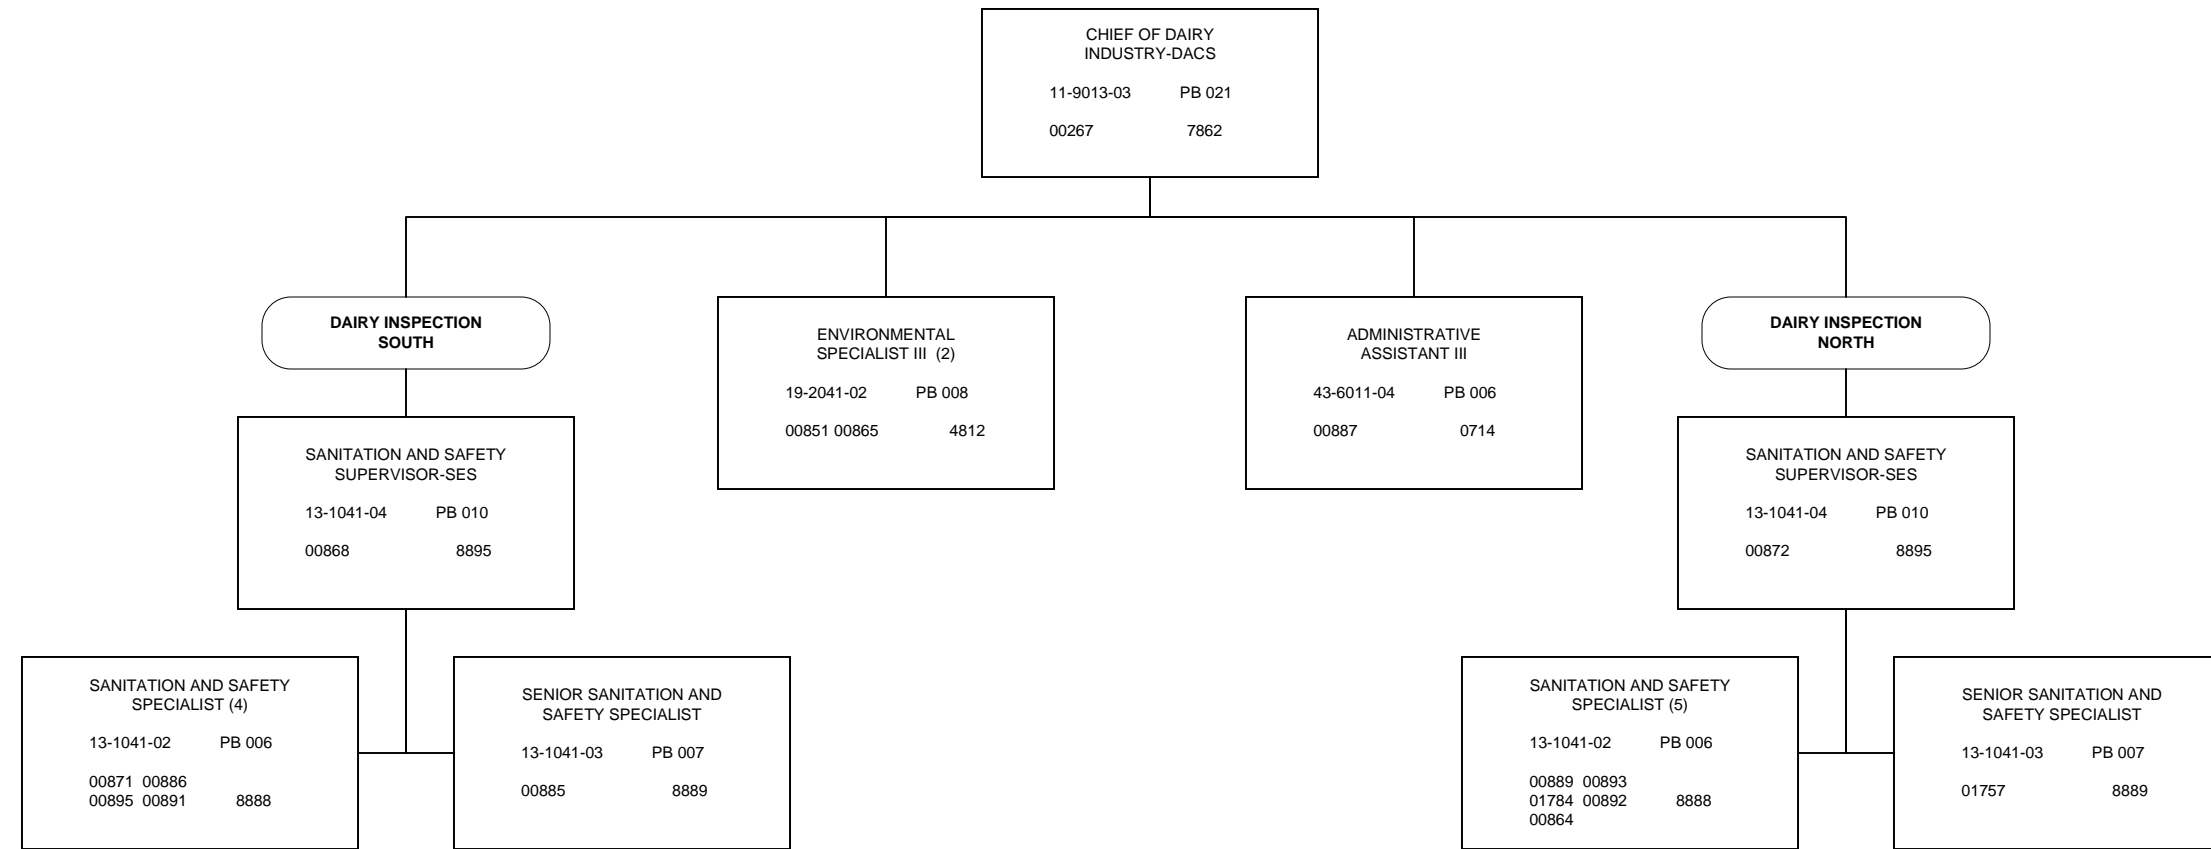 CHIEF OF DAIRY
INDUSTRY-DACS
11-9013-03 PB 021
00267 7862
DAIRY INSPECTION
SOUTH
ENVIRONMENTAL
SPECIALIST III (2)
19-2041-02 PB 008
00851 00865 4812
ADMINISTRATIVE
ASSISTANT III
43-6011-04 PB 006
00887 0714
DAIRY INSPECTION
NORTH
SANITATION AND SAFETY
SUPERVISOR-SES
13-1041-04 PB 010
00868 8895
SANITATION AND SAFETY
SUPERVISOR-SES
13-1041-04 PB 010
00872 8895
SANITATION AND SAFETY
SPECIALIST (4)
13-1041-02 PB 006
00871 00886
00895 00891 8888
SENIOR SANITATION AND
SAFETY SPECIALIST
13-1041-03 PB 007
00885 8889
SANITATION AND SAFETY
SPECIALIST (5)
13-1041-02 PB 006
00889 00893
01784 00892 8888
00864
SENIOR SANITATION AND
SAFETY SPECIALIST
13-1041-03 PB 007
01757 8889